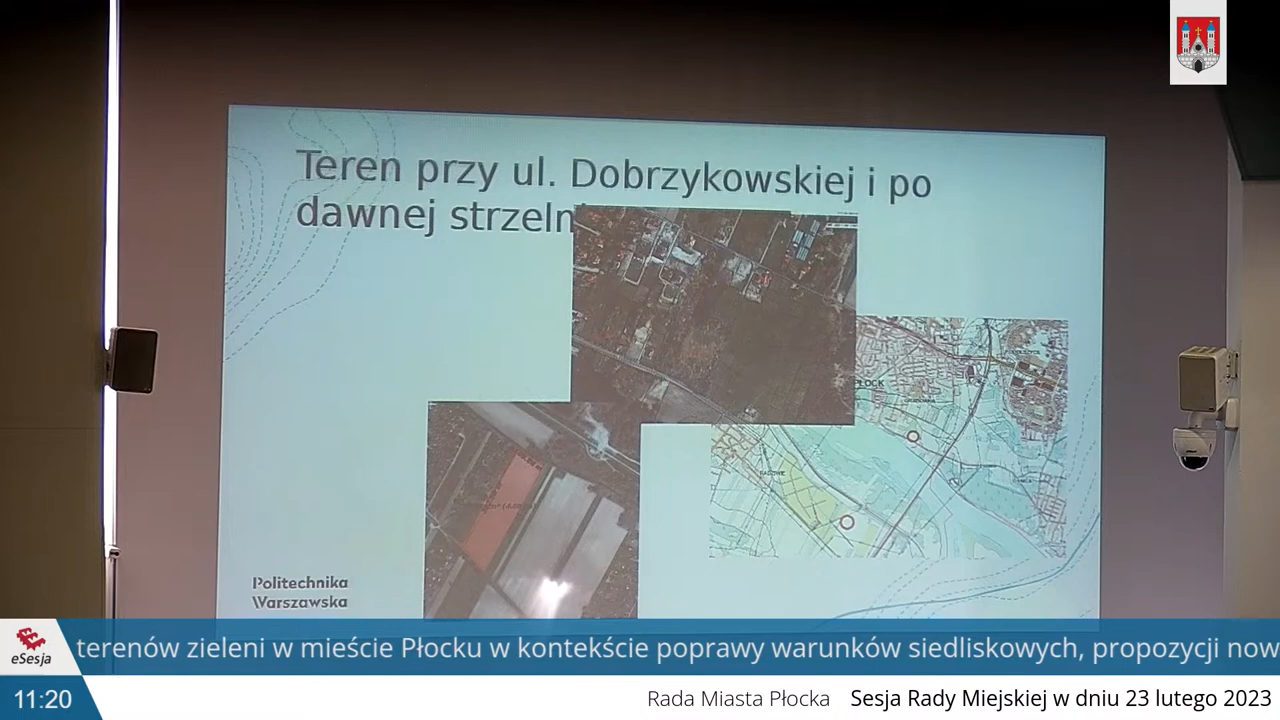 Teren przy ul. Dobrzykowskiej i po
dawnej strzeln
Politechnika
Warszawska
eSesja
terenów zieleni w mieście Płocku w kontekście poprawy warunków siedliskowych, propozycji now
11:20
Rada Miasta Płocka
Sesja Rady Miejskiej w dniu 23 lutego 2023